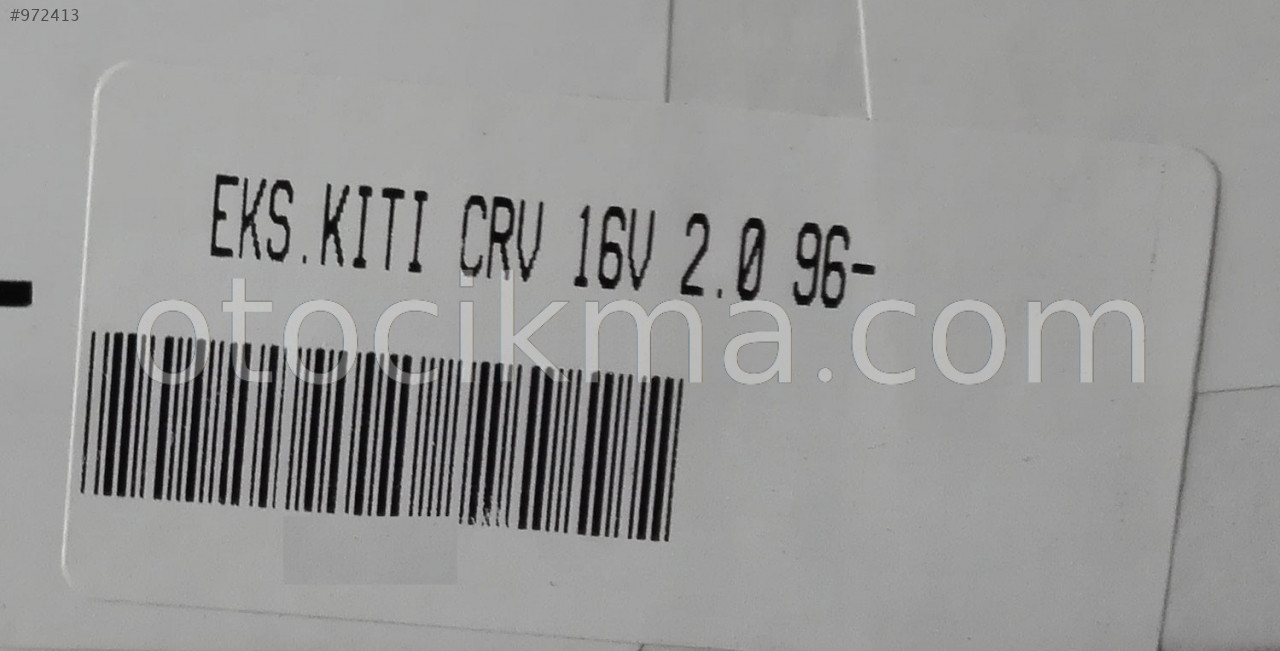 #972413
EKS.KITI CRV 16V 2.0 96-
otocikma.com